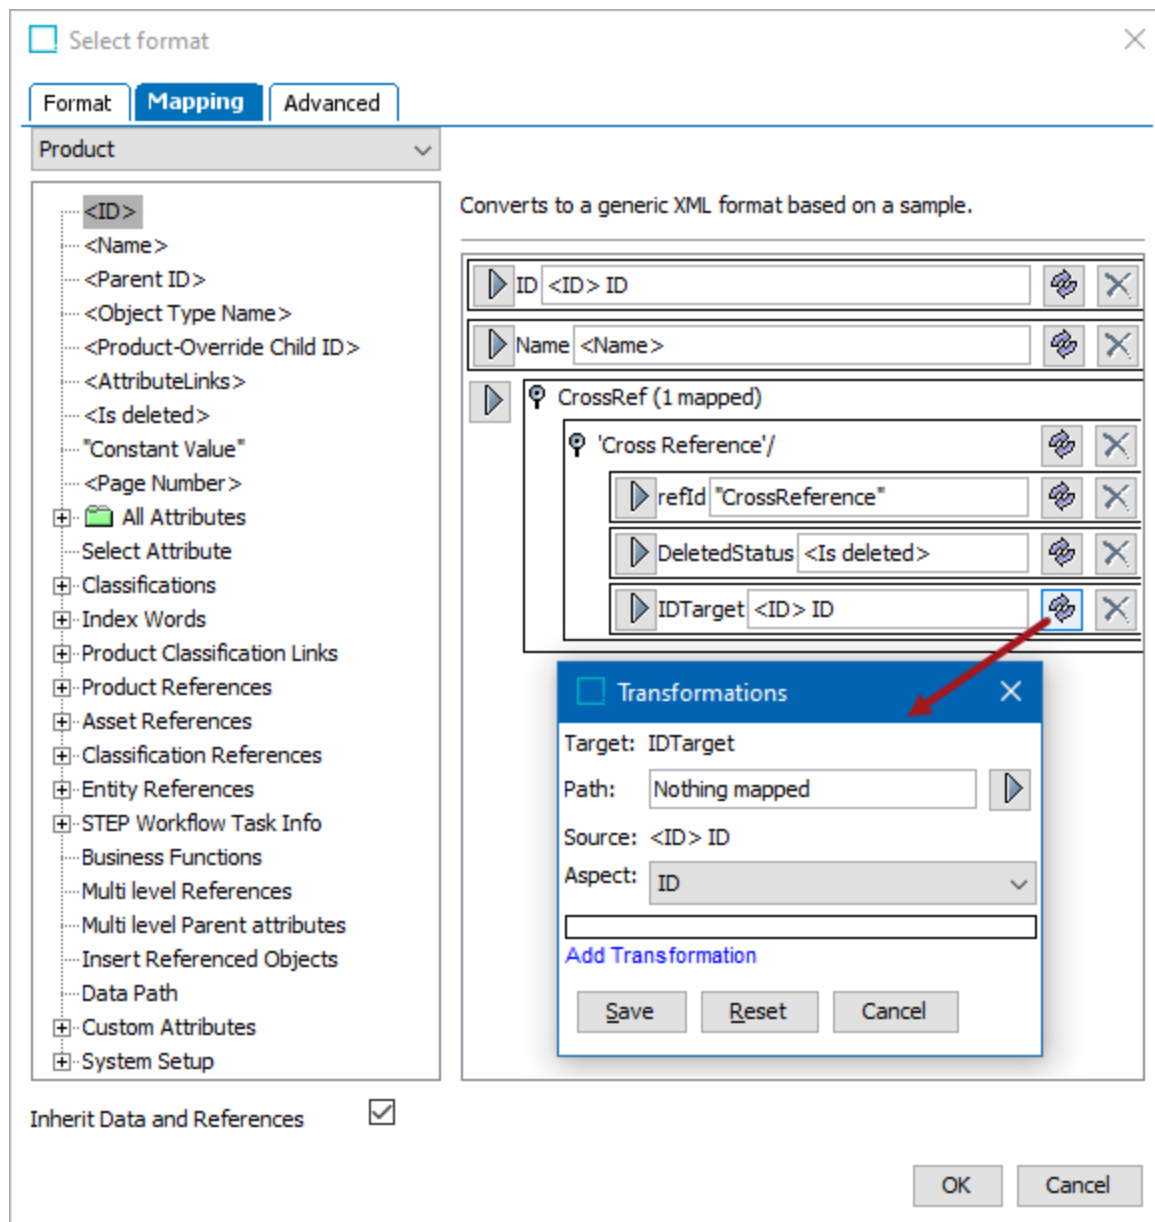 Select format
Format Mapping Advanced
Product
<ID>
<Name>
<Parent ID>
<Object Type Name>
<Product-Override Child ID>
<AttributeLinks>
<Is deleted>
"Constant Value"
<Page Number>
All Attributes
Select Attribute
Classifications
Index Words
Product Classification Links
Product References
Asset References
Classification References
Entity References
STEP Workflow Task Info
Business Functions
Multi level References
Multi level Parent attributes
Insert Referenced Objects
Data Path
Custom Attributes
System Setup
Converts to a generic XML format based on a sample.
ID <ID> ID
Name <Name>
CrossRef (1 mapped)
'Cross Reference'/
refId "CrossReference"
DeletedStatus <Is deleted>
IDTarget <ID> ID
Transformations
Target: IDTarget
Path: Nothing mapped
Source: <ID> ID
Aspect: ID
Add Transformation
Save Reset Cancel
Inherit Data and References
OK Cancel